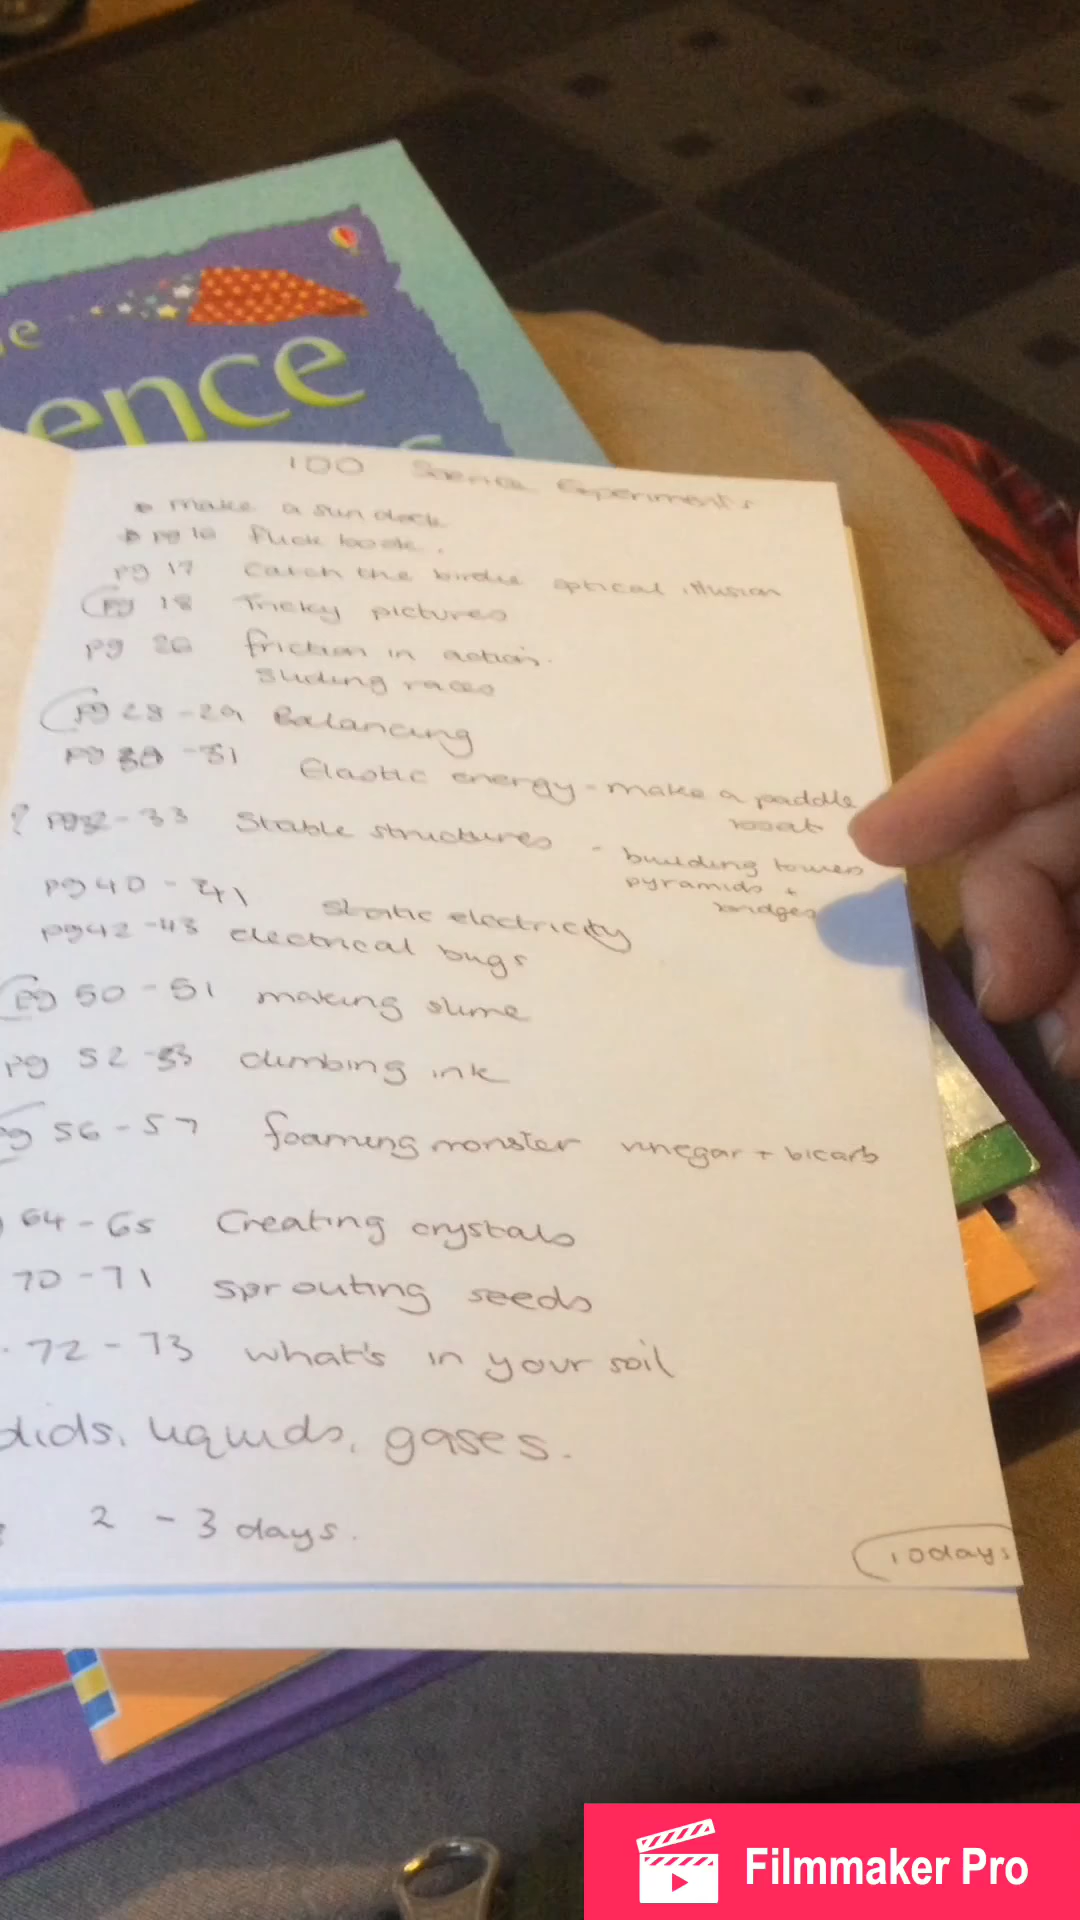 ence
100 Science Experiments
make a sun clock
pg 16 flick book.
pg 17 catch the birdie optical illusion
pg 18 Tricky pictures
pg 26 friction in action.
sliding races
pg 28-29 Balancing
pg 30-31 Elastic energy - make a paddle
boat
? pg 32-33 Stable structures - building towers
pyramids +
bridges
pg 40-41 static electricity
pg 42-43 electrical bugs
pg 50-51 making slime
pg 52-53 climbing ink
56-57 foaming monster vinegar + bicarb
64-65 Creating crystals
70-71 sprouting seeds
72-73 what's in your soil
liquids, gases.
2 - 3 days.
10 days
Filmmaker Pro